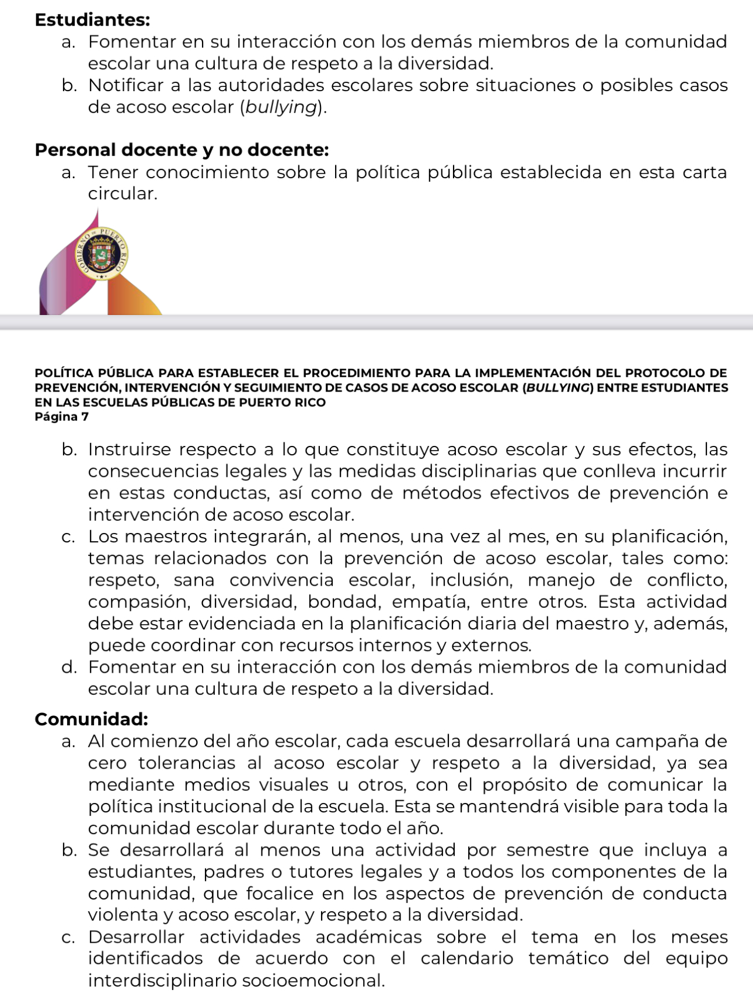 Estudiantes:
a. Fomentar en su interacción con los demás miembros de la comunidad
escolar una cultura de respeto a la diversidad.
b. Notificar a las autoridades escolares sobre situaciones o posibles casos
de acoso escolar (bullying).
Personal docente y no docente:
a. Tener conocimiento sobre la política pública establecida en esta carta
circular.
GOBIERNO DE PUERTO RICO
POLÍTICA PÚBLICA PARA ESTABLECER EL PROCEDIMIENTO PARA LA IMPLEMENTACIÓN DEL PROTOCOLO DE
PREVENCIÓN, INTERVENCIÓN Y SEGUIMIENTO DE CASOS DE ACOSO ESCOLAR (BULLYING) ENTRE ESTUDIANTES
EN LAS ESCUELAS PÚBLICAS DE PUERTO RICO
Página 7
b. Instruirse respecto a lo que constituye acoso escolar y sus efectos, las
consecuencias legales y las medidas disciplinarias que conlleva incurrir
en estas conductas, así como de métodos efectivos de prevención e
intervención de acoso escolar.
c. Los maestros integrarán, al menos, una vez al mes, en su planificación,
temas relacionados con la prevención de acoso escolar, tales como:
respeto, sana convivencia escolar, inclusión, manejo de conflicto,
compasión, diversidad, bondad, empatía, entre otros. Esta actividad
debe estar evidenciada en la planificación diaria del maestro y, además,
puede coordinar con recursos internos y externos.
d. Fomentar en su interacción con los demás miembros de la comunidad
escolar una cultura de respeto a la diversidad.
Comunidad:
a. Al comienzo del año escolar, cada escuela desarrollará una campaña de
cero tolerancias al acoso escolar y respeto a la diversidad, ya sea
mediante medios visuales u otros, con el propósito de comunicar la
política institucional de la escuela. Esta se mantendrá visible para toda la
comunidad escolar durante todo el año.
b. Se desarrollará al menos una actividad por semestre que incluya a
estudiantes, padres o tutores legales y a todos los componentes de la
comunidad, que focalice en los aspectos de prevención de conducta
violenta y acoso escolar, y respeto a la diversidad.
c. Desarrollar actividades académicas sobre el tema en los meses
identificados de acuerdo con el calendario temático del equipo
interdisciplinario socioemocional.